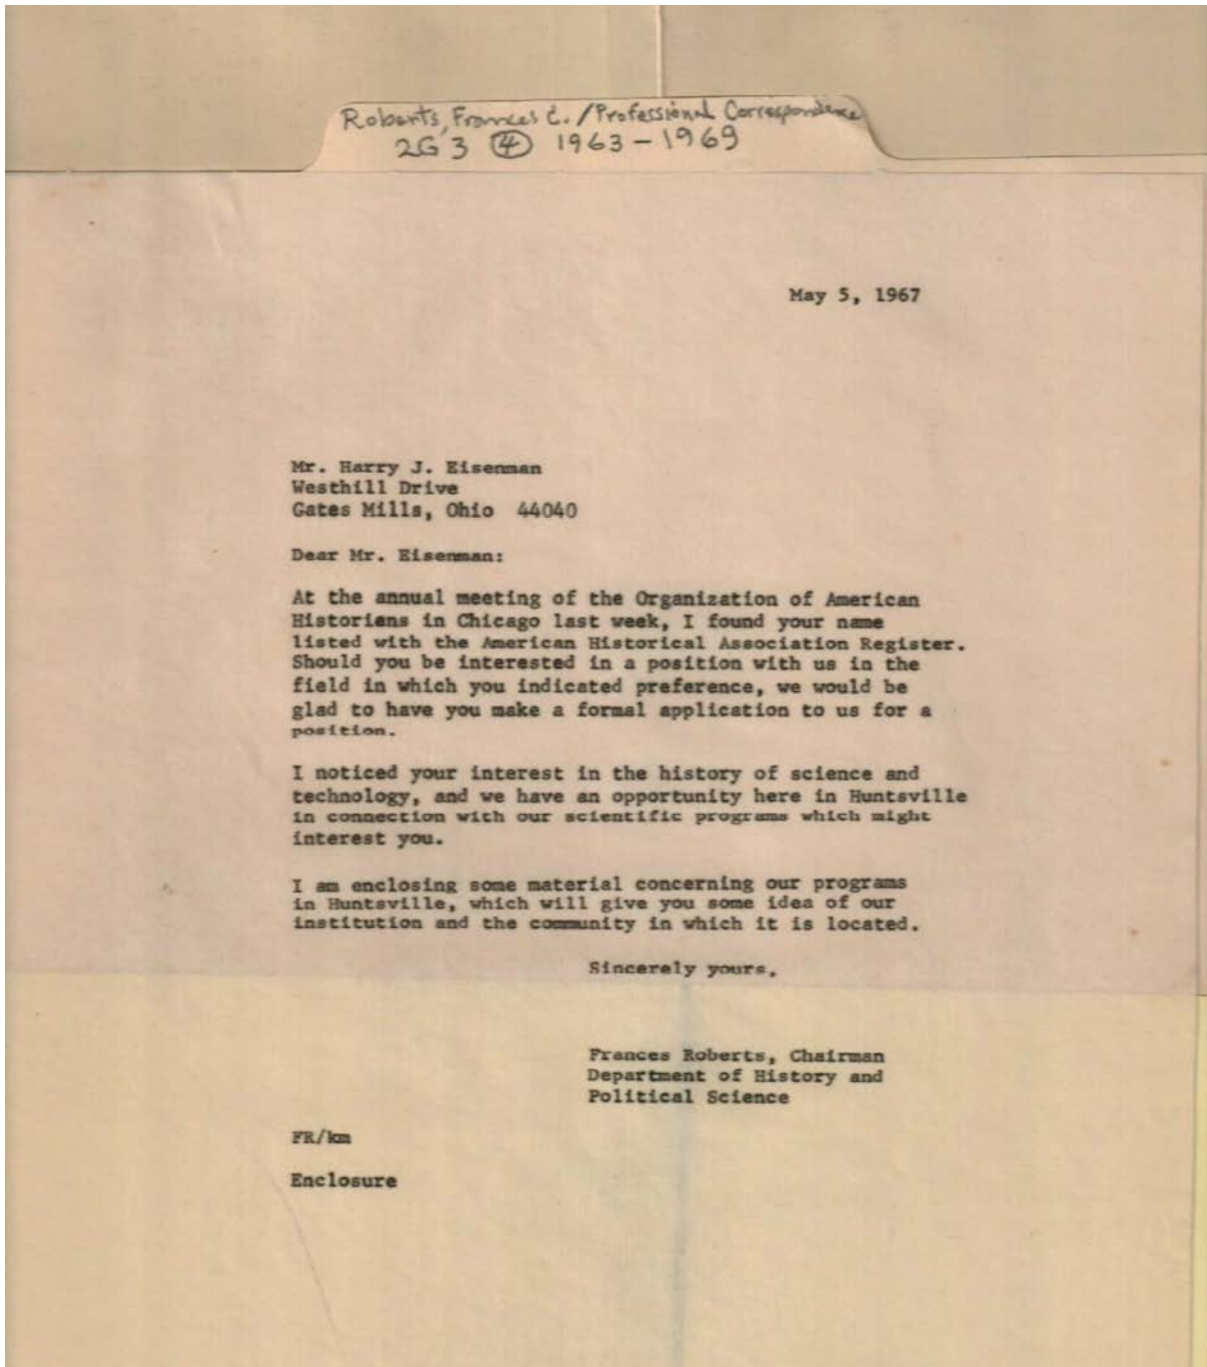 Roberts, Frances C. / Professional Correspondence
2G 3 ④ 1963-1969
May 5, 1967
Mr. Harry J. Eisenman
Westhill Drive
Gates Mills, Ohio 44040
Dear Mr. Eisenman:
At the annual meeting of the Organization of American
Historians in Chicago last week, I found your name
listed with the American Historical Association Register.
Should you be interested in a position with us in the
field in which you indicated preference, we would be
glad to have you make a formal application to us for a
position.
I noticed your interest in the history of science and
technology, and we have an opportunity here in Huntsville
in connection with our scientific programs which might
interest you.
I am enclosing some material concerning our programs
in Huntsville, which will give you some idea of our
institution and the community in which it is located.
Sincerely yours,
Frances Roberts, Chairman
Department of History and
Political Science
FR/km
Enclosure